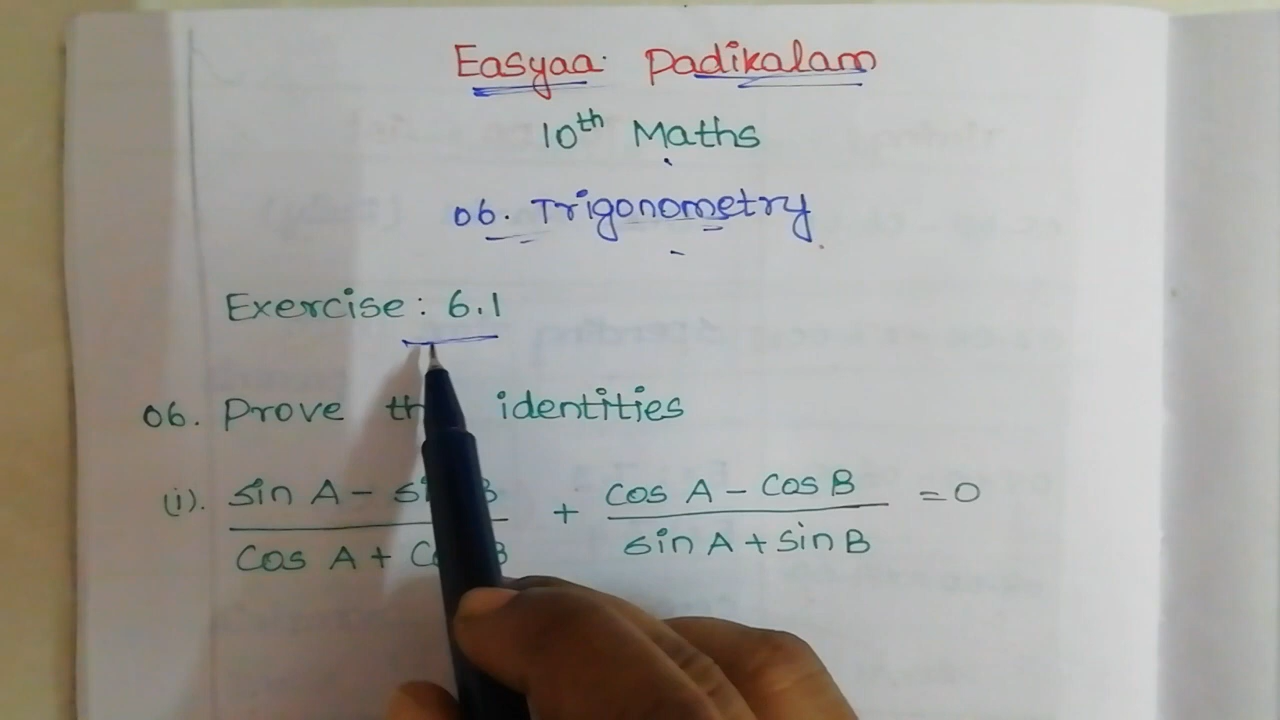 Easyaa Padikalam
10th Maths
06. Trigonometry
Exercise: 6.1
06. Prove identities
(i). sin A - B / Cos A + B + Cos A - Cos B / sin A + sin B = 0